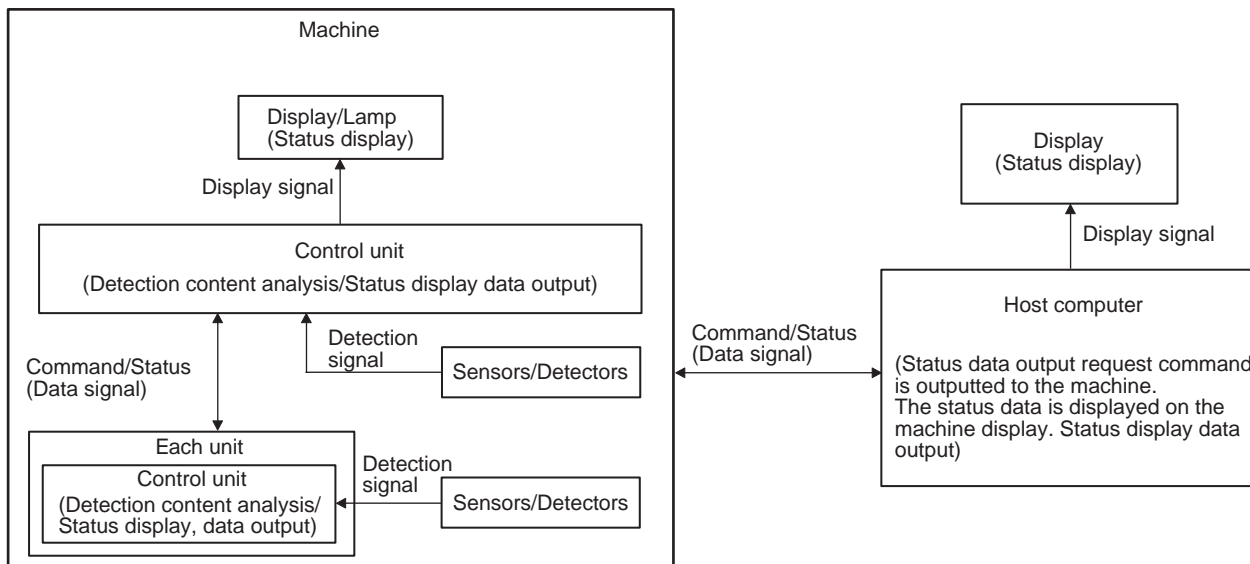 Machine
Display/Lamp
(Status display)
Display signal
Control unit
(Detection content analysis/Status display data output)
Command/Status
(Data signal)
Detection
signal
Sensors/Detectors
Each unit
Control unit
(Detection content analysis/
Status display, data output)
Detection
signal
Sensors/Detectors
Command/Status
(Data signal)
Display
(Status display)
Display signal
Host computer
(Status data output request command
is outputted to the machine.
The status data is displayed on the
machine display. Status display data
output)